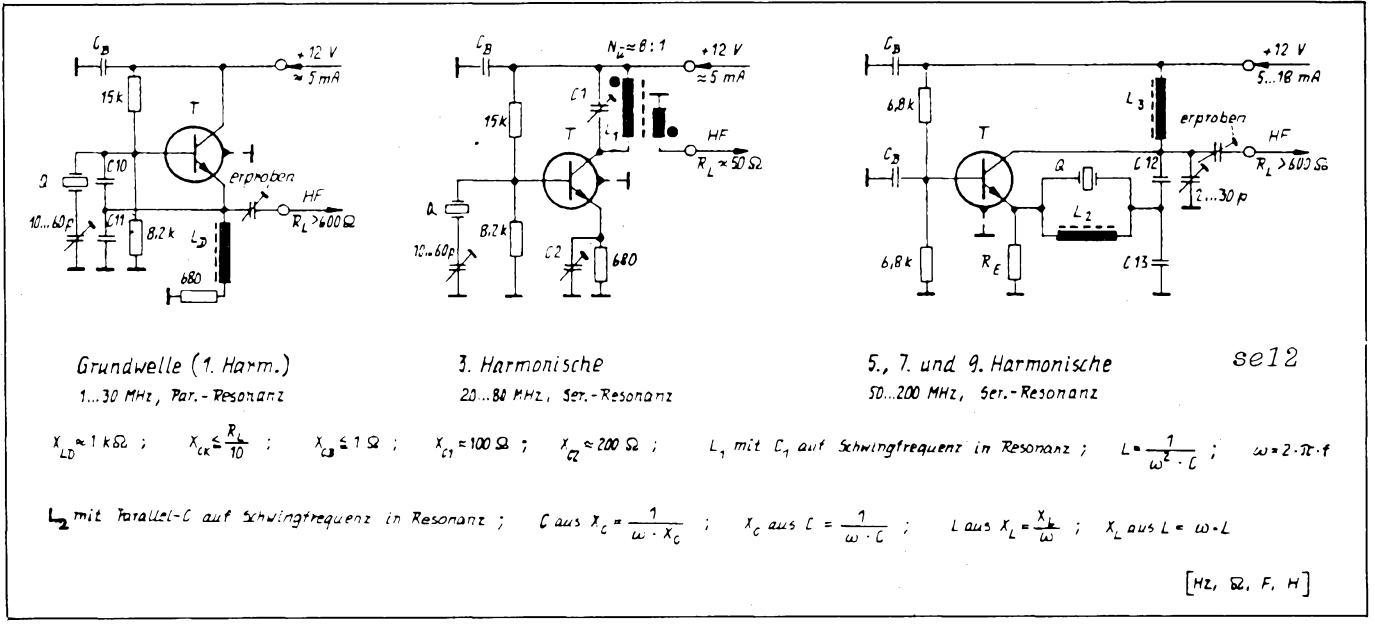 C_B
+12 V
≈ 5 mA
15k
T
Q
C10
erproben
HF
10...60p
C11
8,2k
L_D
R_L > 600 Ω
680
C_B
N_ü ≈ 8 : 1
+12 V
≈ 5 mA
C1
15k
T
L_1
HF
R_L ≈ 50 Ω
Q
10...60p
8,2k
C2
680
C_B
+12 V
5...18 mA
6,8k
L_3
erproben
T
HF
C_B
Q
C12
R_L > 600 Ω
2...30p
L_2
6,8k
R_E
C13
Grundwelle (1. Harm.)
1...30 MHz, Par.-Resonanz
3. Harmonische
20...80 MHz, Ser.-Resonanz
5., 7. und 9. Harmonische
50...200 MHz, Ser.-Resonanz
se12
X_LD ≈ 1 kΩ ; X_CK ≤ R_L/10 ; X_CB ≤ 1 Ω ; X_C1 ≈ 100 Ω ; X_C2 ≈ 200 Ω ; L_1 mit C_1 auf Schwingfrequenz in Resonanz ; L = 1/(ω² · C) ; ω = 2 · π · f
L_2 mit Parallel-C auf Schwingfrequenz in Resonanz ; C aus X_C = 1/(ω · X_C) ; X_C aus C = 1/(ω · C) ; L aus X_L = X_L/ω ; X_L aus L = ω · L
[Hz, Ω, F, H]